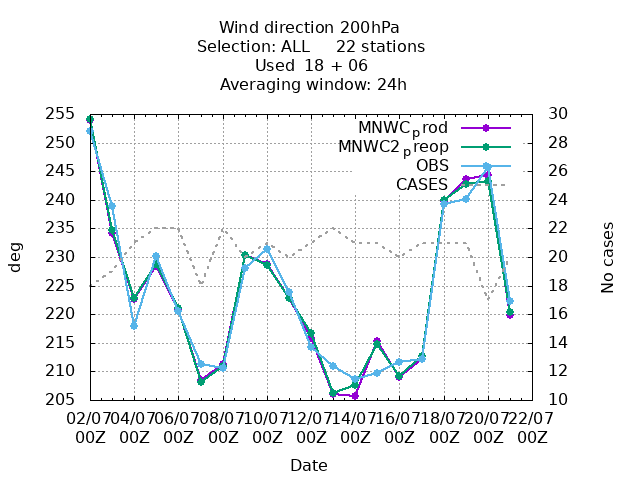 Wind direction 200hPa
Selection: ALL 22 stations
Used 18 + 06
Averaging window: 24h
255 30
250 28
245 26
240 24
235 22
230 20
225 18
220 16
215 14
210 12
205 10
deg
No cases
MNWC_prod
MNWC2_preop
OBS
CASES
02/07 04/07 06/07 08/07 10/07 12/07 14/07 16/07 18/07 20/07 22/07
00Z 00Z 00Z 00Z 00Z 00Z 00Z 00Z 00Z 00Z 00Z
Date